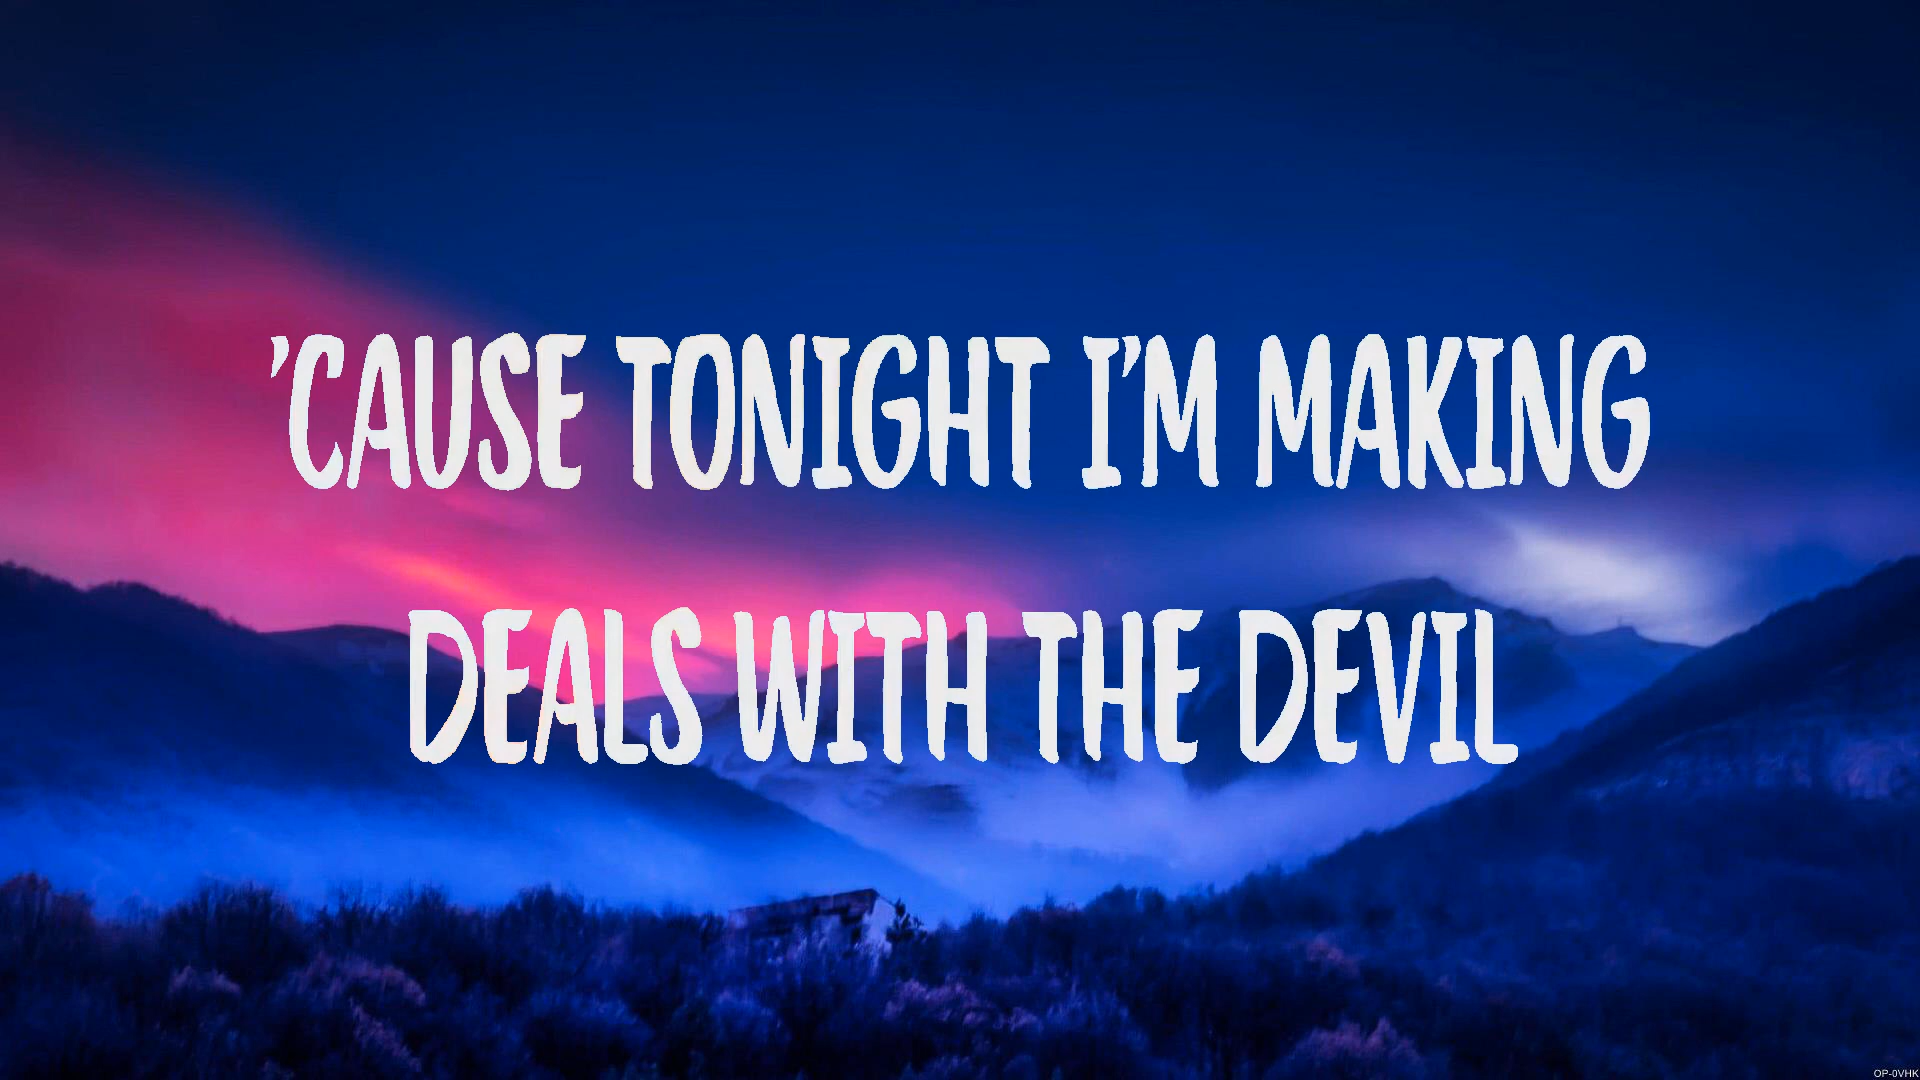 ’CAUSE TONIGHT I’M MAKING
DEALS WITH THE DEVIL
OP-0VHK